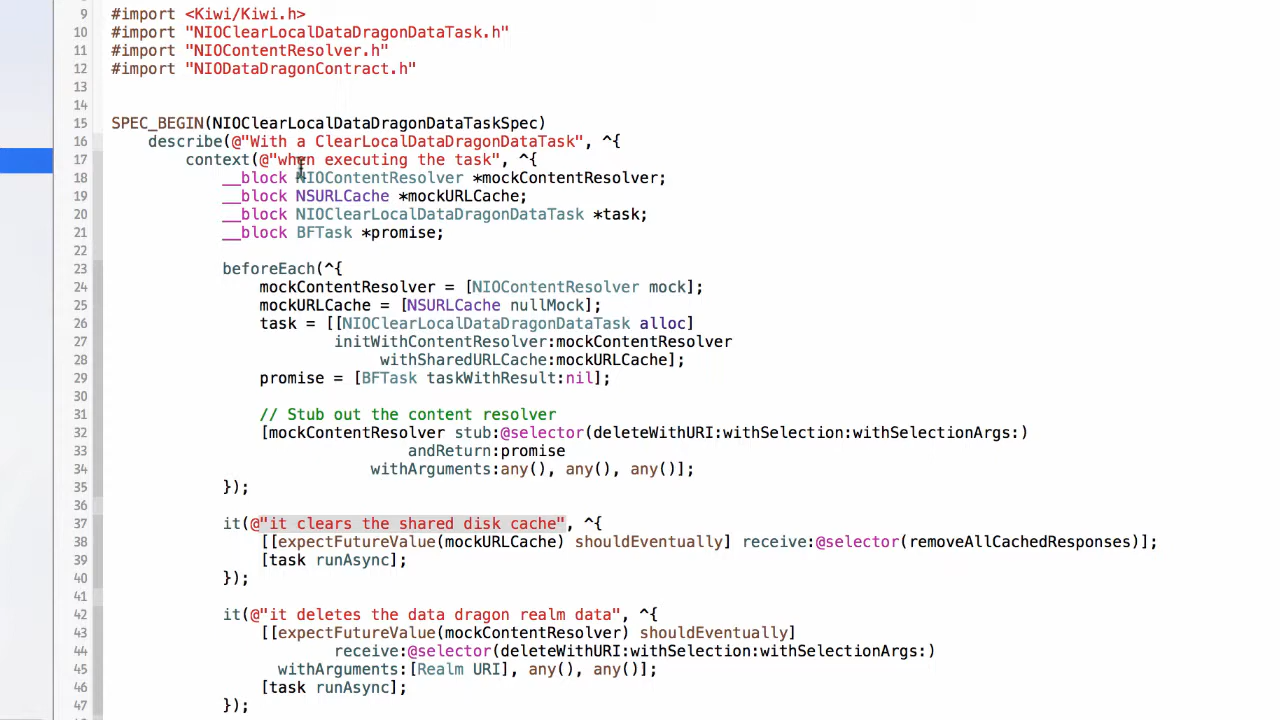 9 #import <Kiwi/Kiwi.h>
10 #import "NIOClearLocalDataDragonDataTask.h"
11 #import "NIOContentResolver.h"
12 #import "NIODataDragonContract.h"
13
14
15 SPEC_BEGIN(NIOClearLocalDataDragonDataTaskSpec)
16 describe(@"With a ClearLocalDataDragonDataTask", ^{
17 context(@"when executing the task", ^{
18 __block NIOContentResolver *mockContentResolver;
19 __block NSURLCache *mockURLCache;
20 __block NIOClearLocalDataDragonDataTask *task;
21 __block BFTask *promise;
22
23 beforeEach(^{
24 mockContentResolver = [NIOContentResolver mock];
25 mockURLCache = [NSURLCache nullMock];
26 task = [[NIOClearLocalDataDragonDataTask alloc]
27 initWithContentResolver:mockContentResolver
28 withSharedURLCache:mockURLCache];
29 promise = [BFTask taskWithResult:nil];
30
31 // Stub out the content resolver
32 [mockContentResolver stub:@selector(deleteWithURI:withSelection:withSelectionArgs:)
33 andReturn:promise
34 withArguments:any(), any(), any()];
35 });
36
37 it(@"it clears the shared disk cache", ^{
38 [[expectFutureValue(mockURLCache) shouldEventually] receive:@selector(removeAllCachedResponses)];
39 [task runAsync];
40 });
41
42 it(@"it deletes the data dragon realm data", ^{
43 [[expectFutureValue(mockContentResolver) shouldEventually]
44 receive:@selector(deleteWithURI:withSelection:withSelectionArgs:)
45 withArguments:[Realm URI], any(), any()];
46 [task runAsync];
47 });